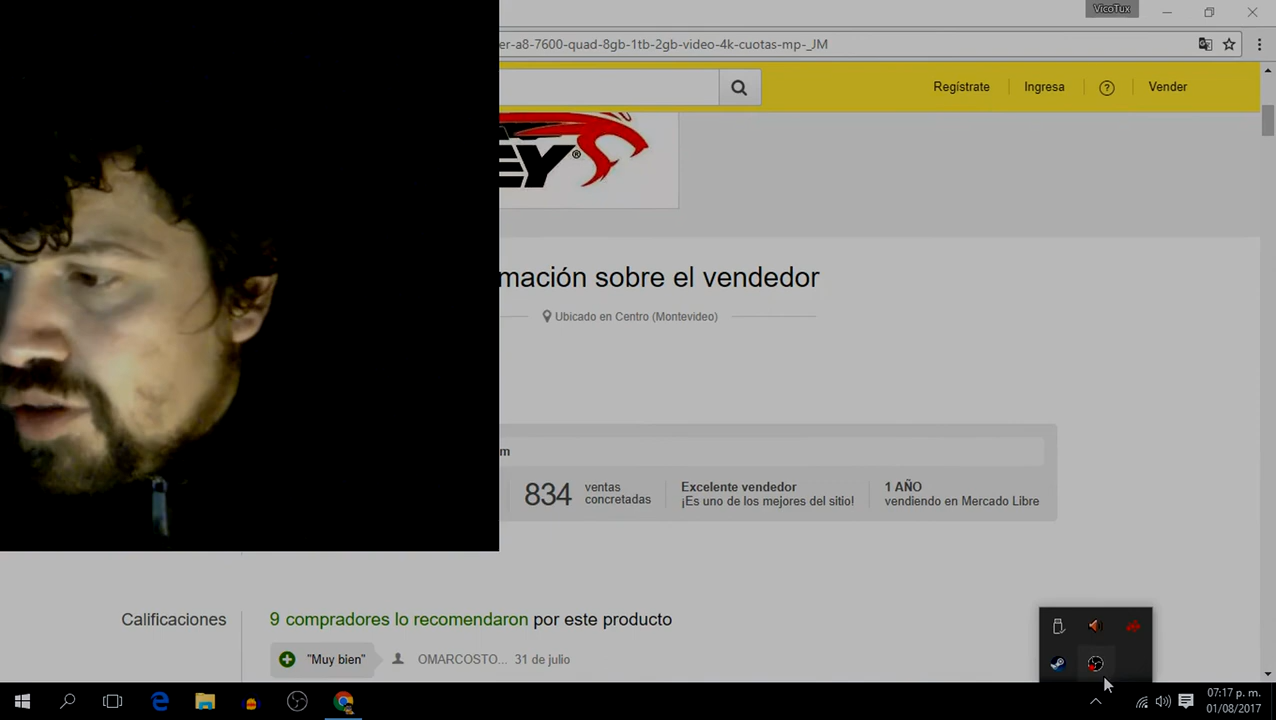 VicoTux
er-a8-7600-quad-8gb-1tb-2gb-video-4k-cuotas-mp-_JM
Regístrate
Ingresa
?
Vender
EY®
mación sobre el vendedor
Ubicado en Centro (Montevideo)
m
834 ventas concretadas
Excelente vendedor
¡Es uno de los mejores del sitio!
1 AÑO
vendiendo en Mercado Libre
Calificaciones
9 compradores lo recomendaron por este producto
"Muy bien"
OMARCOSTO...
31 de julio
07:17 p. m.
01/08/2017